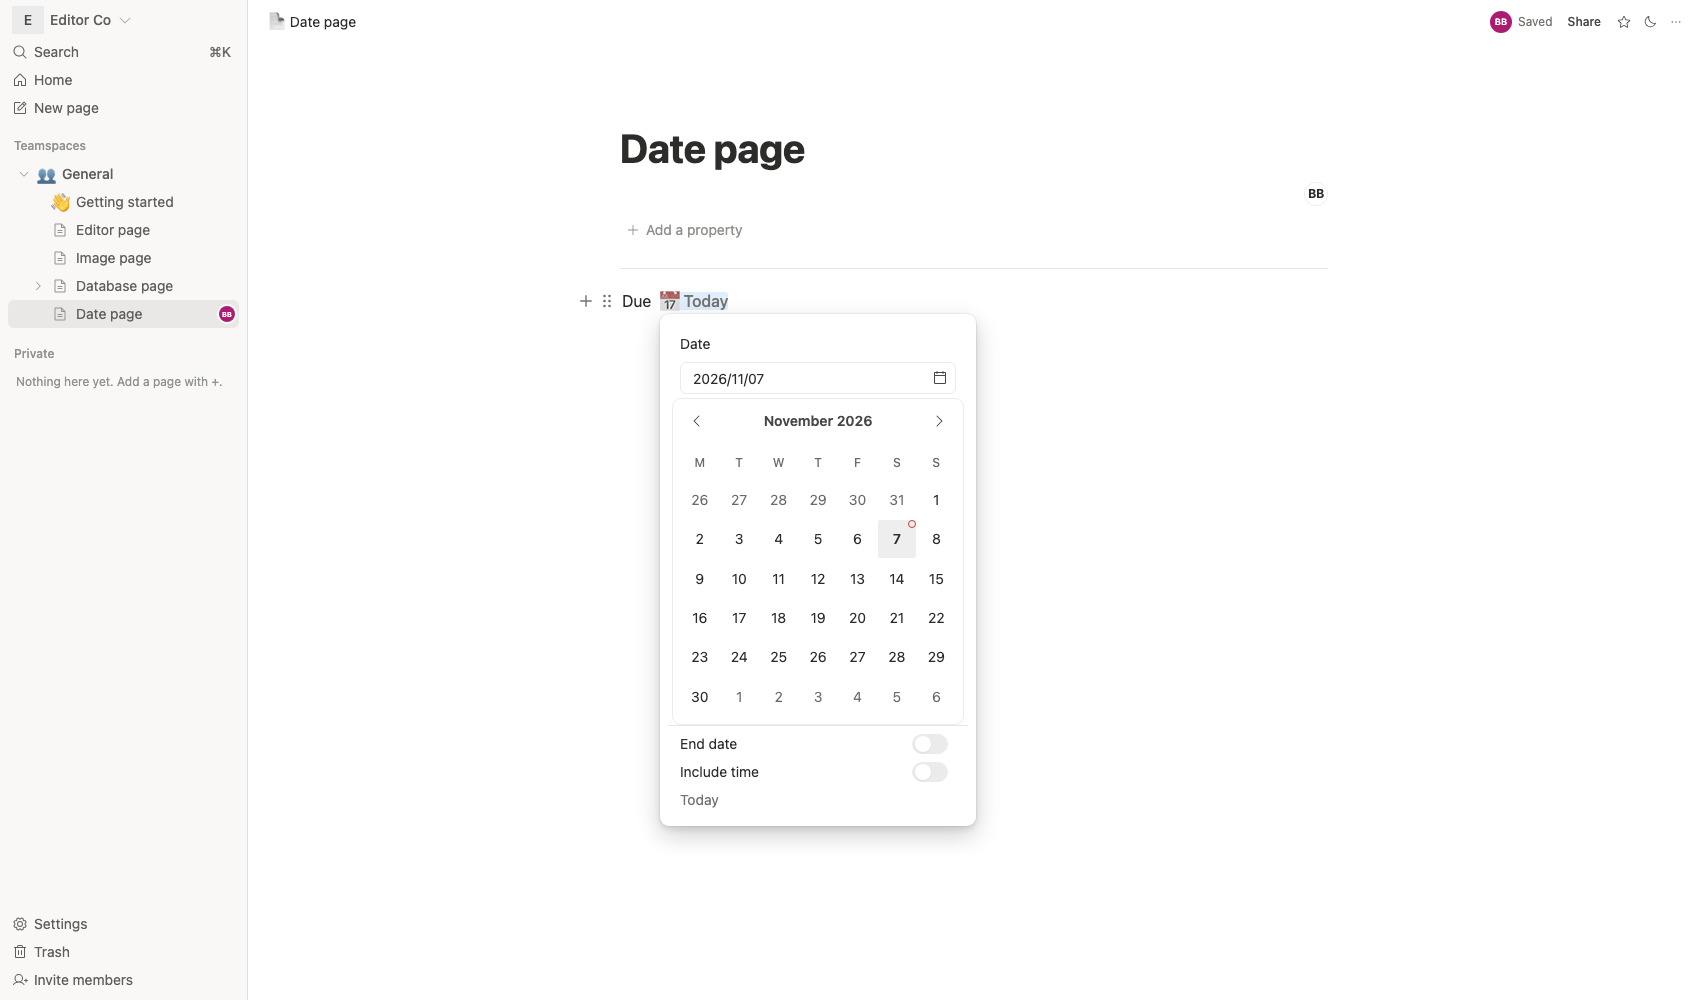 E Editor Co
Search ⌘K
Home
New page
Teamspaces
General
Getting started
Editor page
Image page
Database page
Date page BB
Private
Nothing here yet. Add a page with +.
Settings
Trash
Invite members
Date page
BB Saved Share
Date page
BB
Add a property
Due 17 Today
Date
2026/11/07
November 2026
M T W T F S S
26 27 28 29 30 31 1
2 3 4 5 6 7 8
9 10 11 12 13 14 15
16 17 18 19 20 21 22
23 24 25 26 27 28 29
30 1 2 3 4 5 6
End date
Include time
Today